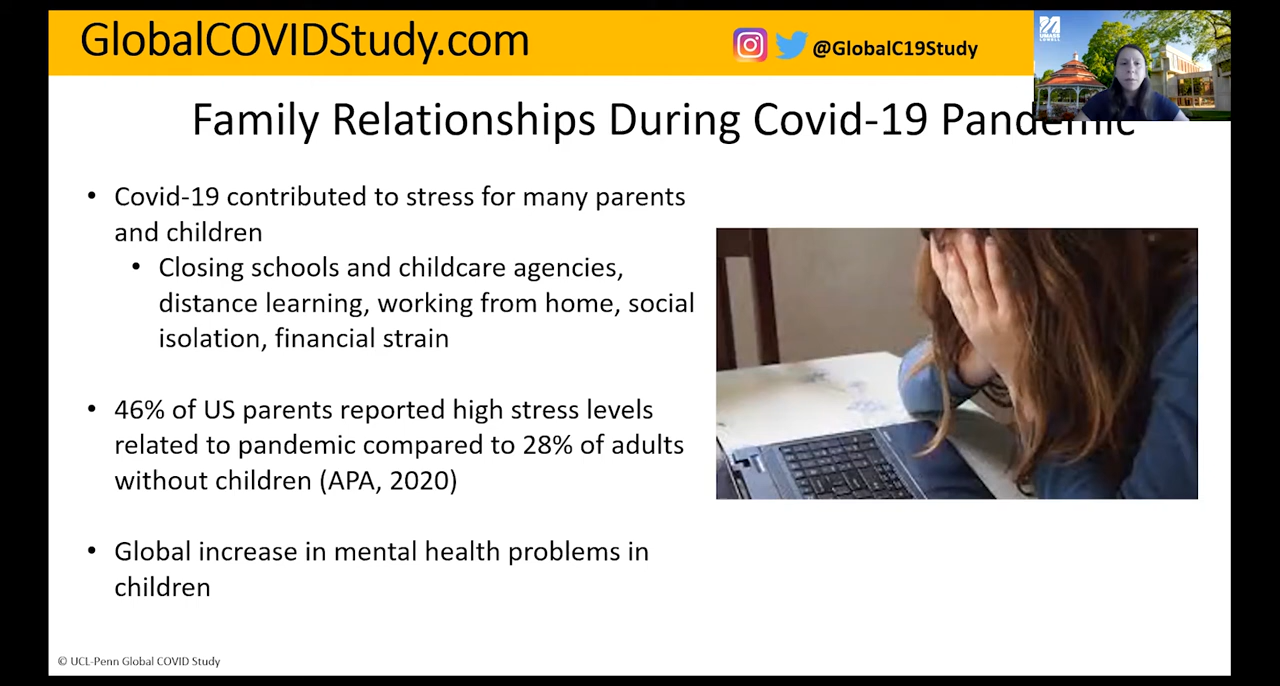 GlobalCOVIDStudy.com
@GlobalC19Study
UMASS
LOWELL
Family Relationships During Covid-19 Pandemic
• Covid-19 contributed to stress for many parents
and children
• Closing schools and childcare agencies,
distance learning, working from home, social
isolation, financial strain
• 46% of US parents reported high stress levels
related to pandemic compared to 28% of adults
without children (APA, 2020)
• Global increase in mental health problems in
children
© UCL-Penn Global COVID Study